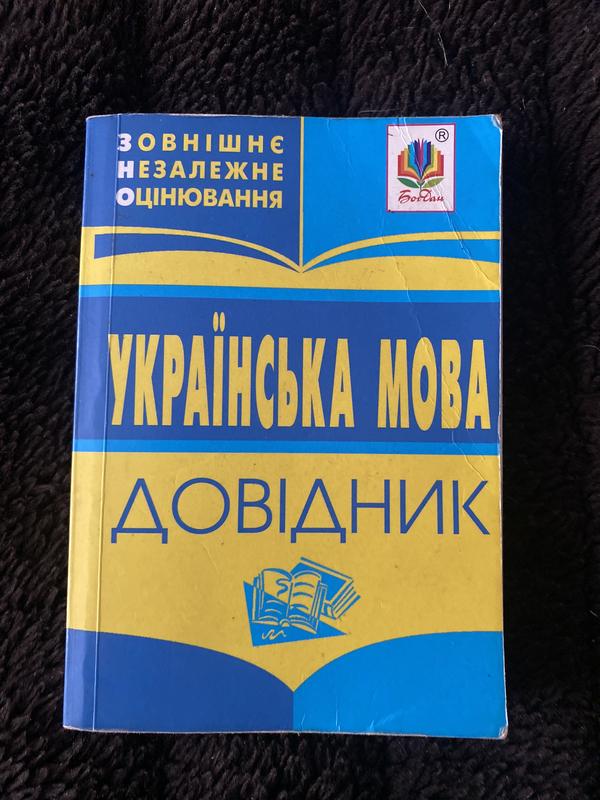 ЗОВНІШНЄ
НЕЗАЛЕЖНЕ
ОЦІНЮВАННЯ
®
Богдан
УКРАЇНСЬКА МОВА
ДОВІДНИК